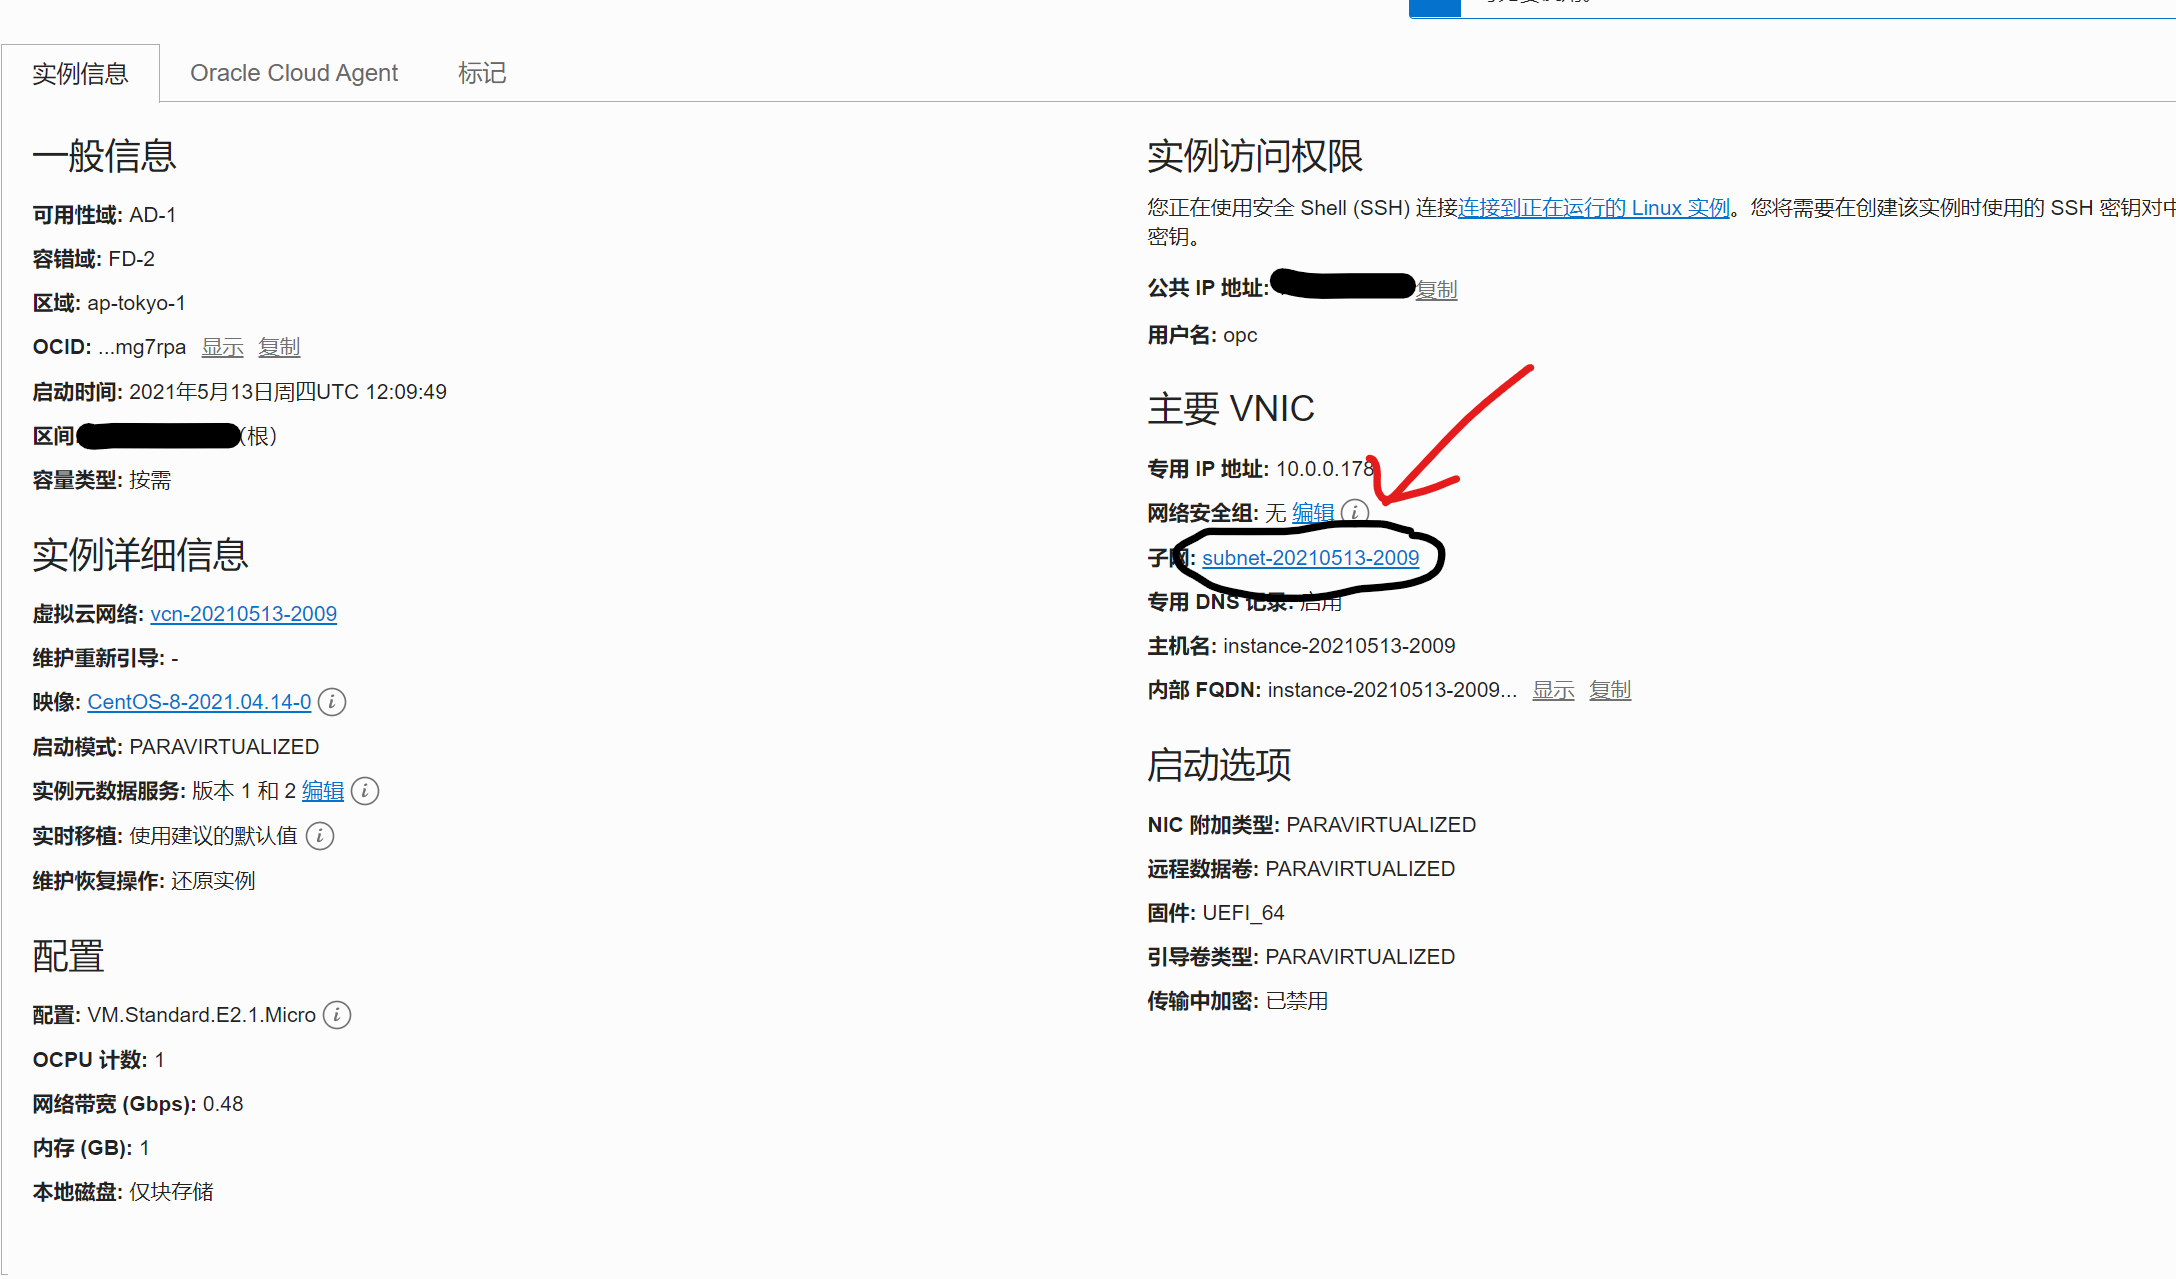 实例信息
Oracle Cloud Agent
标记
一般信息
可用性域: AD-1
容错域: FD-2
区域: ap-tokyo-1
OCID: ...mg7rpa 显示 复制
启动时间: 2021年5月13日周四UTC 12:09:49
区间 (根)
容量类型: 按需
实例详细信息
虚拟云网络: vcn-20210513-2009
维护重新引导: -
映像: CentOS-8-2021.04.14-0
启动模式: PARAVIRTUALIZED
实例元数据服务: 版本 1 和 2 编辑
实时移植: 使用建议的默认值
维护恢复操作: 还原实例
配置
配置: VM.Standard.E2.1.Micro
OCPU 计数: 1
网络带宽 (Gbps): 0.48
内存 (GB): 1
本地磁盘: 仅块存储
实例访问权限
您正在使用安全 Shell (SSH) 连接连接到正在运行的 Linux 实例。您将需要在创建该实例时使用的 SSH 密钥对中
密钥。
公共 IP 地址: 复制
用户名: opc
主要 VNIC
专用 IP 地址: 10.0.0.178
网络安全组: 无 编辑
子网: subnet-20210513-2009
专用 DNS 记录: 启用
主机名: instance-20210513-2009
内部 FQDN: instance-20210513-2009... 显示 复制
启动选项
NIC 附加类型: PARAVIRTUALIZED
远程数据卷: PARAVIRTUALIZED
固件: UEFI_64
引导卷类型: PARAVIRTUALIZED
传输中加密: 已禁用